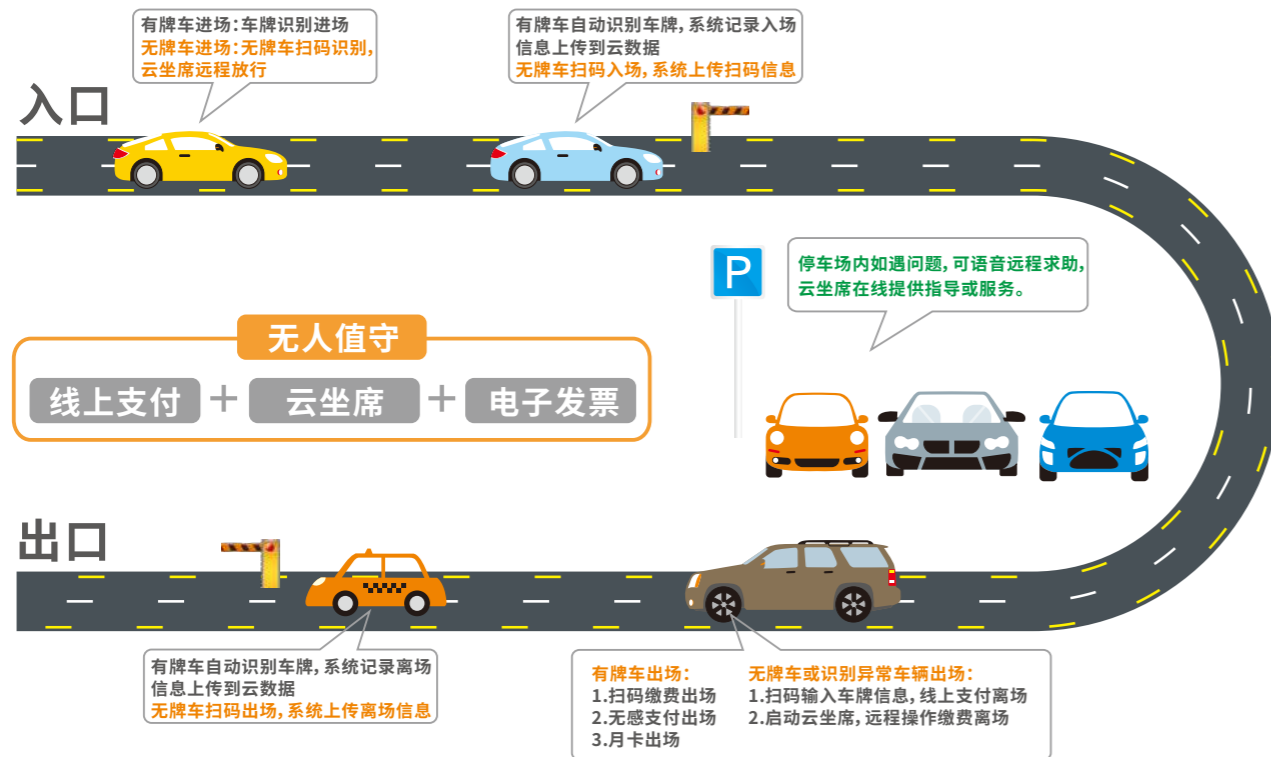 有牌车进场:车牌识别进场
无牌车进场:无牌车扫码识别,
云坐席远程放行
有牌车自动识别车牌,系统记录入场
信息上传到云数据
无牌车扫码入场,系统上传扫码信息
入口
P
停车场内如遇问题,可语音远程求助,
云坐席在线提供指导或服务。
无人值守
线上支付+云坐席+电子发票
出口
有牌车自动识别车牌,系统记录离场
信息上传到云数据
无牌车扫码出场,系统上传离场信息
有牌车出场:
1.扫码缴费出场
2.无感支付出场
3.月卡出场
无牌车或识别异常车辆出场:
1.扫码输入车牌信息,线上支付离场
2.启动云坐席,远程操作缴费离场